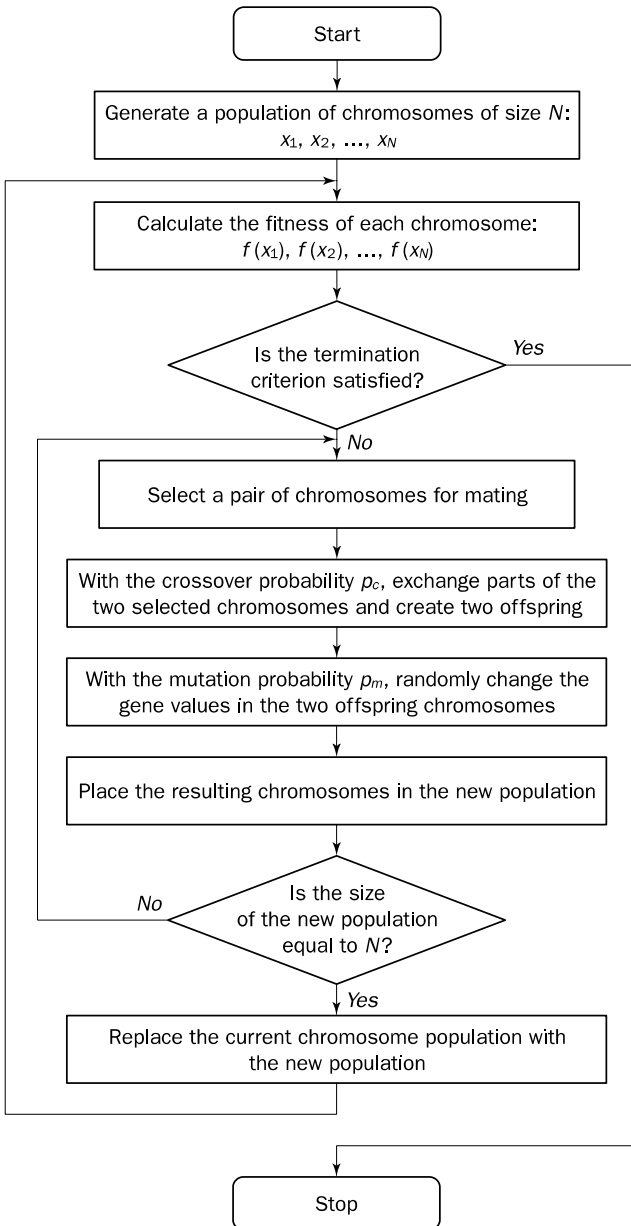 Start
Generate a population of chromosomes of size N:
x₁, x₂, ..., x_N
Calculate the fitness of each chromosome:
f (x₁), f (x₂), ..., f (x_N)
Is the termination
criterion satisfied?
Yes
No
Select a pair of chromosomes for mating
With the crossover probability p_c, exchange parts of the
two selected chromosomes and create two offspring
With the mutation probability p_m, randomly change the
gene values in the two offspring chromosomes
Place the resulting chromosomes in the new population
Is the size
of the new population
equal to N?
No
Yes
Replace the current chromosome population with
the new population
Stop